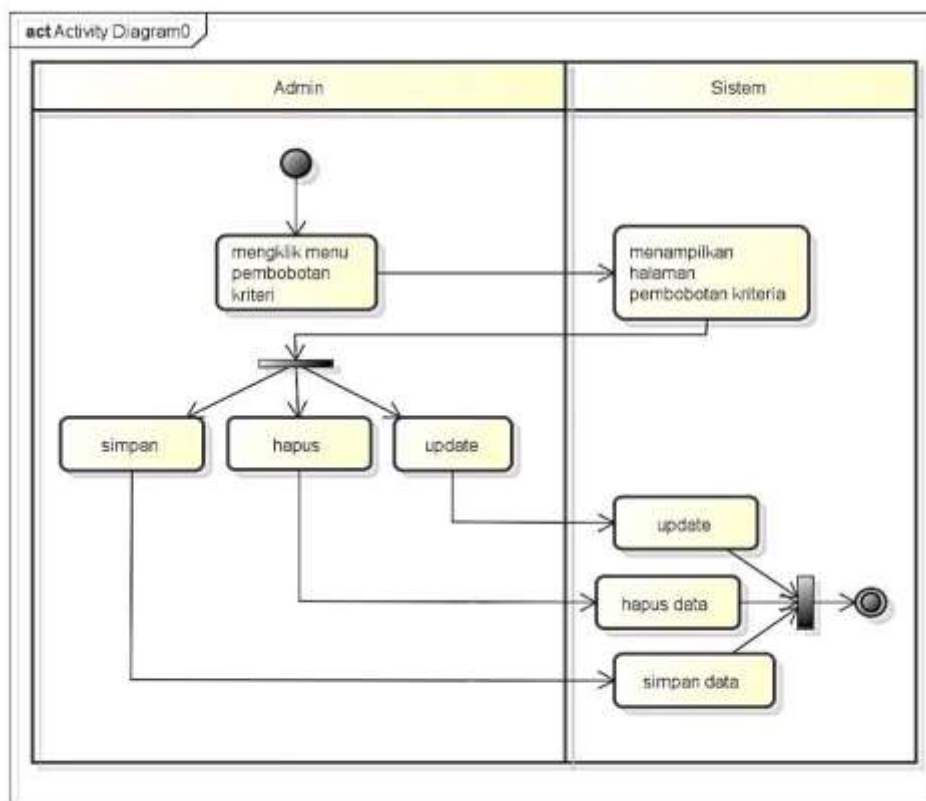 act Activity Diagram0
Admin
Sistem
mengklik menu
pembobotan
kriteri
menampilkan
halaman
pembobotan kriteria
simpan
hapus
update
update
hapus data
simpan data